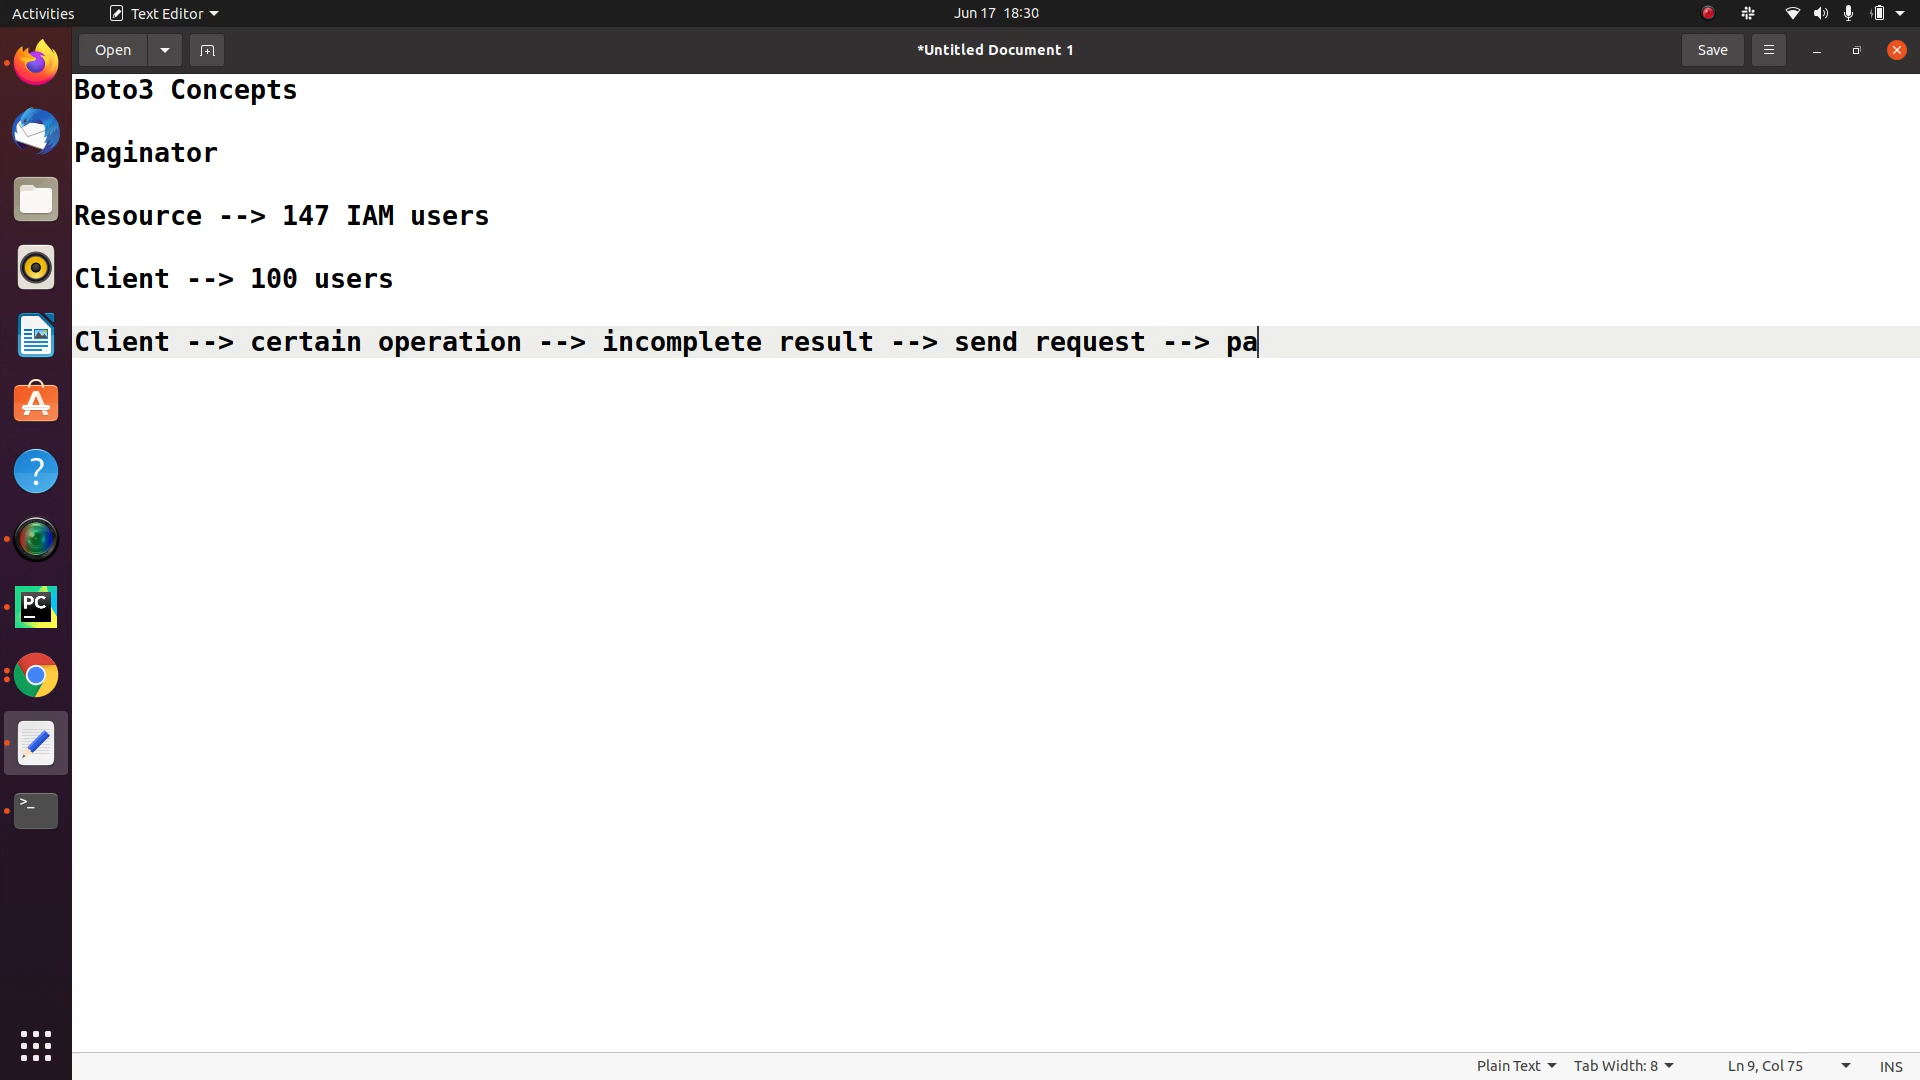 Activities Text Editor Jun 17 18:30
Open *Untitled Document 1 Save
Boto3 Concepts
Paginator
Resource --> 147 IAM users
Client --> 100 users
Client --> certain operation --> incomplete result --> send request --> pa
PC
>_
Plain Text Tab Width: 8 Ln 9, Col 75 INS